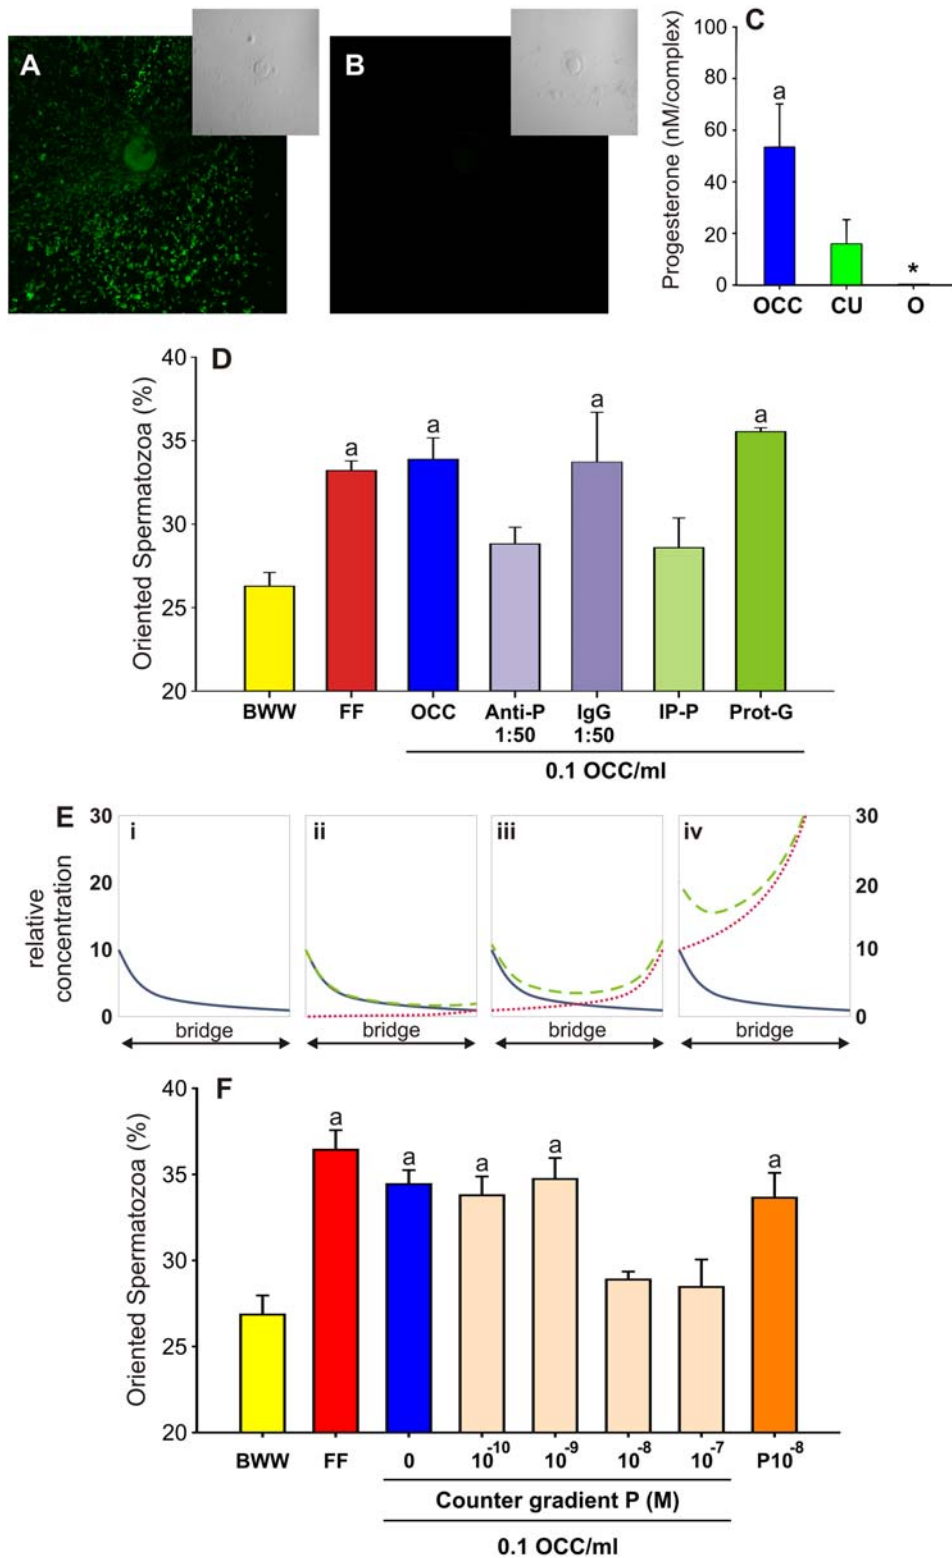 A
B
C
Progesterone (nM/complex)
100
80
60
40
20
0
a
*
OCC CU O
D
Oriented Spermatozoa (%)
40
35
30
25
20
a a a a
BWW FF OCC Anti-P IgG IP-P Prot-G
1:50 1:50
0.1 OCC/ml
E
relative
concentration
30
20
10
0
i ii iii iv
30
20
10
0
bridge bridge bridge bridge
F
Oriented Spermatozoa (%)
40
35
30
25
20
a a a a a
BWW FF 0 10⁻¹⁰ 10⁻⁹ 10⁻⁸ 10⁻⁷ P10⁻⁸
Counter gradient P (M)
0.1 OCC/ml